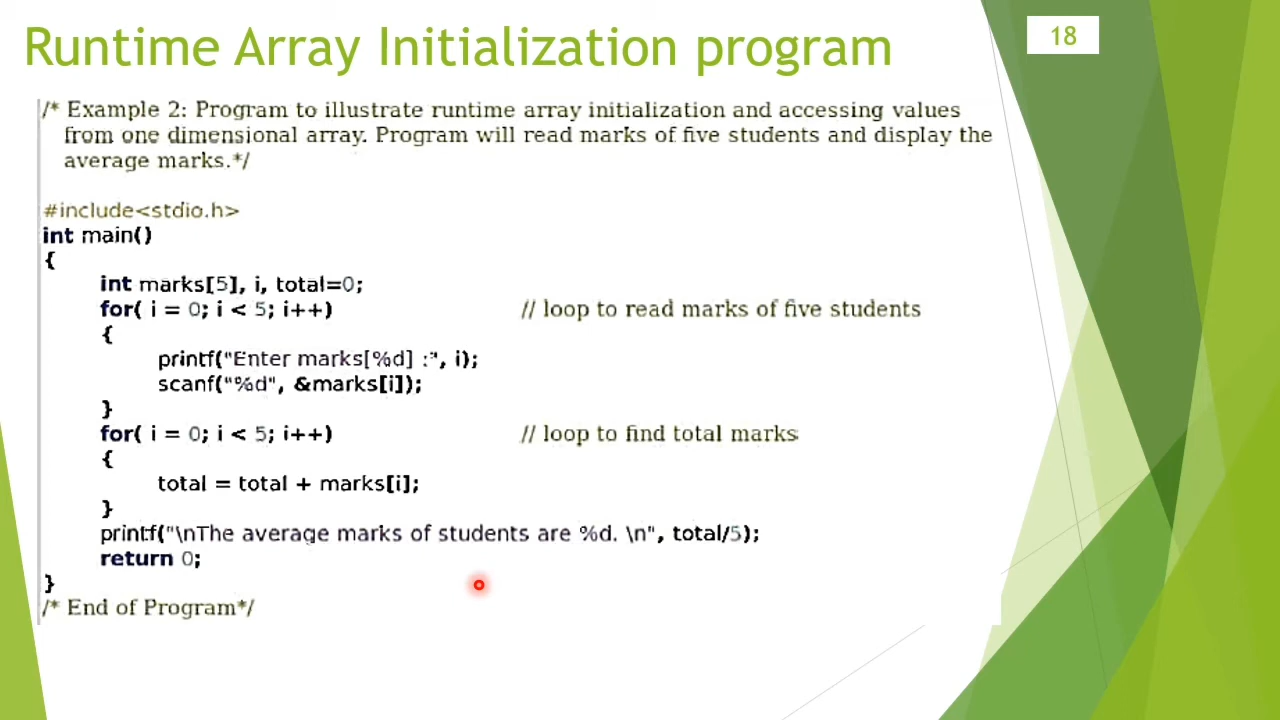 Runtime Array Initialization program
18
/* Example 2: Program to illustrate runtime array initialization and accessing values
from one dimensional array. Program will read marks of five students and display the
average marks.*/
#include<stdio.h>
int main()
{
int marks[5], i, total=0;
for( i = 0; i < 5; i++) // loop to read marks of five students
{
printf("Enter marks[%d] :", i);
scanf("%d", &marks[i]);
}
for( i = 0; i < 5; i++) // loop to find total marks
{
total = total + marks[i];
}
printf("\nThe average marks of students are %d. \n", total/5);
return 0;
}
/* End of Program*/